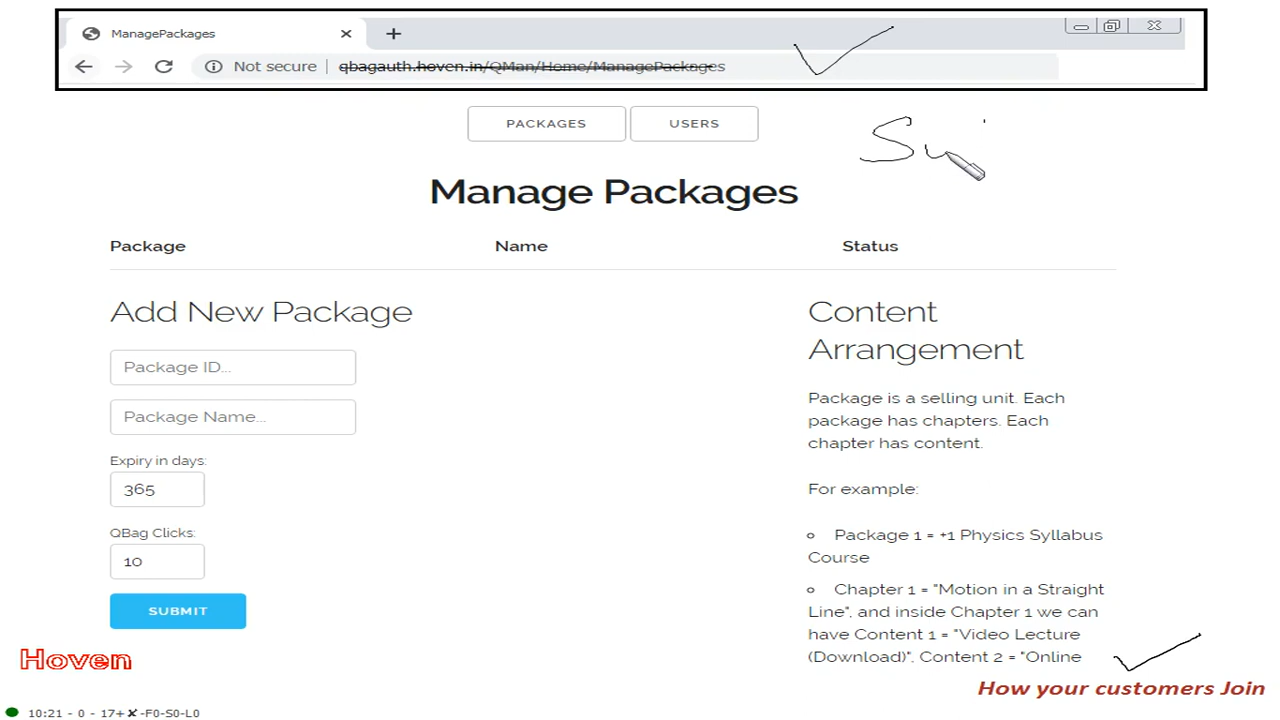 ManagePackages
Not secure | qbagauth.hoven.in/QMan/Home/ManagePackages
PACKAGES USERS
Manage Packages
Package Name Status
Add New Package
Package ID...
Package Name...
Expiry in days:
365
QBag Clicks:
10
SUBMIT
Content
Arrangement
Package is a selling unit. Each
package has chapters. Each
chapter has content.
For example:
Package 1 = +1 Physics Syllabus
Course
Chapter 1 = "Motion in a Straight
Line", and inside Chapter 1 we can
have Content 1 = "Video Lecture
(Download)", Content 2 = "Online
Hoven
How your customers Join
10:21 - 0 - 17+✗-F0-S0-L0